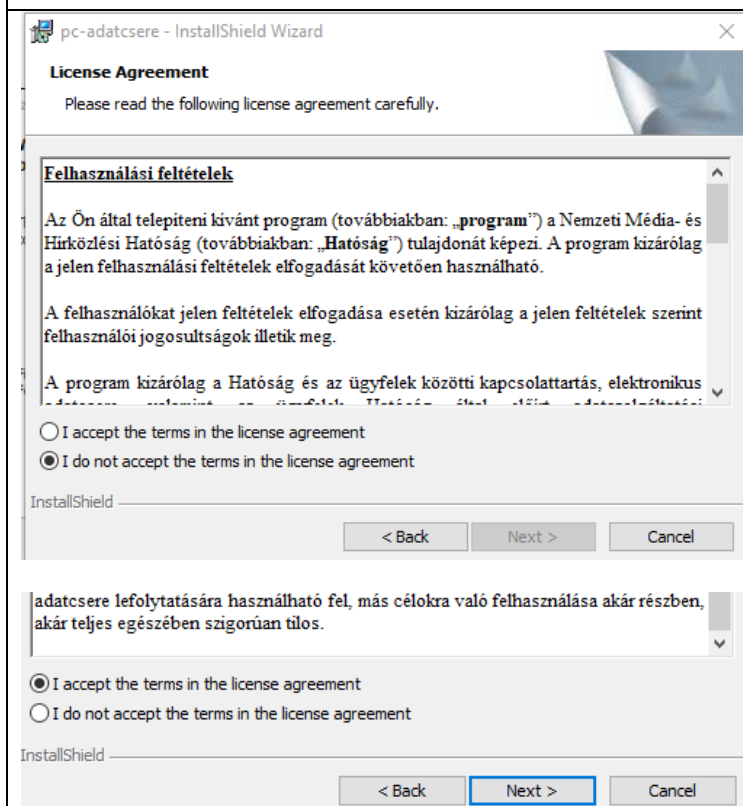 pc-adatcsere - InstallShield Wizard
License Agreement
Please read the following license agreement carefully.
Felhasználási feltételek
Az Ön által telepíteni kívánt program (továbbiakban: „program”) a Nemzeti Média- és
Hírközlési Hatóság (továbbiakban: „Hatóság”) tulajdonát képezi. A program kizárólag
a jelen felhasználási feltételek elfogadását követően használható.
A felhasználókat jelen feltételek elfogadása esetén kizárólag a jelen feltételek szerint
felhasználói jogosultságok illetik meg.
A program kizárólag a Hatóság és az ügyfelek közötti kapcsolattartás, elektronikus
I accept the terms in the license agreement
I do not accept the terms in the license agreement
InstallShield
< Back Next > Cancel
adatcsere lefolytatására használható fel, más célokra való felhasználása akár részben,
akár teljes egészében szigorúan tilos.
I accept the terms in the license agreement
I do not accept the terms in the license agreement
InstallShield
< Back Next > Cancel